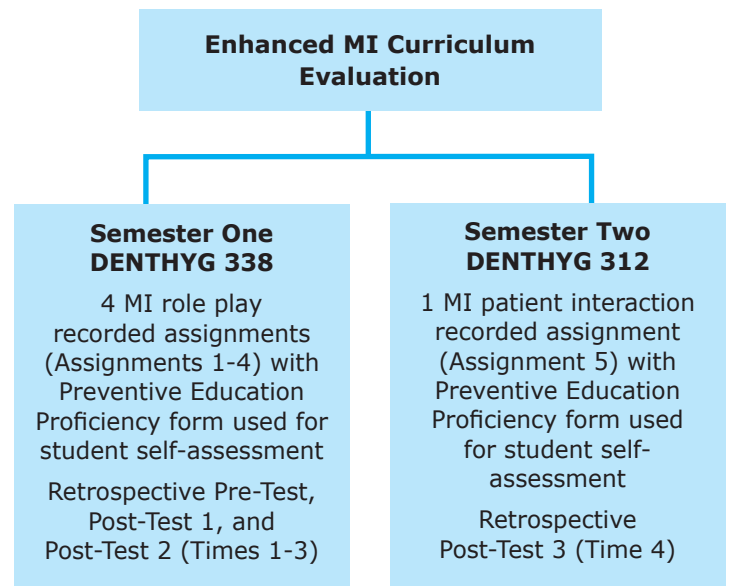 Enhanced MI Curriculum
Evaluation
Semester One
DENTHYG 338
4 MI role play
recorded assignments
(Assignments 1-4) with
Preventive Education
Proficiency form used for
student self-assessment
Retrospective Pre-Test,
Post-Test 1, and
Post-Test 2 (Times 1-3)
Semester Two
DENTHYG 312
1 MI patient interaction
recorded assignment
(Assignment 5) with
Preventive Education
Proficiency form used
for student self-
assessment
Retrospective
Post-Test 3 (Time 4)